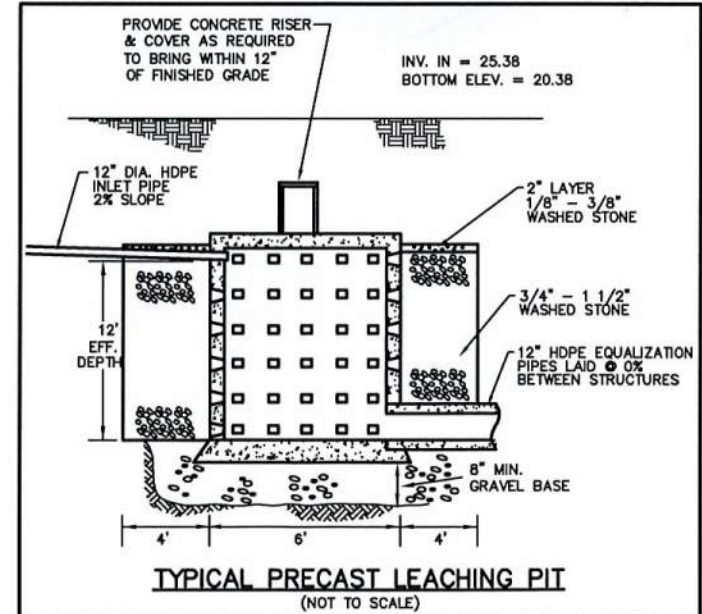 PROVIDE CONCRETE RISER
& COVER AS REQUIRED
TO BRING WITHIN 12"
OF FINISHED GRADE
INV. IN = 25.38
BOTTOM ELEV. = 20.38
12" DIA. HDPE
INLET PIPE
2% SLOPE
2" LAYER
1/8" - 3/8"
WASHED STONE
3/4" - 1 1/2"
WASHED STONE
12'
EFF.
DEPTH
12" HDPE EQUALIZATION
PIPES LAID @ 0%
BETWEEN STRUCTURES
8" MIN.
GRAVEL BASE
4'
6'
4'
TYPICAL PRECAST LEACHING PIT
(NOT TO SCALE)